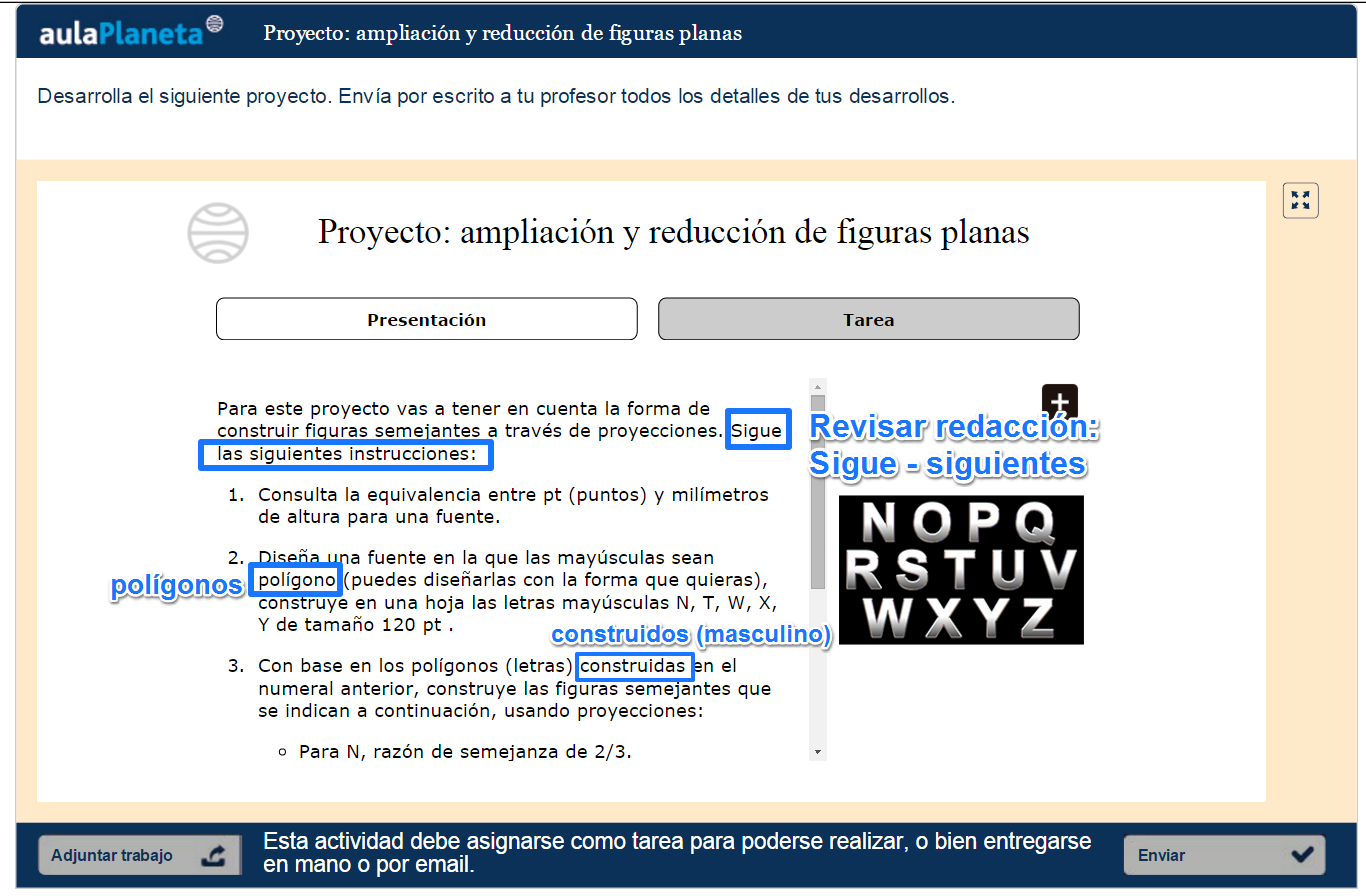 aulaPlaneta
Proyecto: ampliación y reducción de figuras planas
Desarrolla el siguiente proyecto. Envía por escrito a tu profesor todos los detalles de tus desarrollos.
Proyecto: ampliación y reducción de figuras planas
Presentación
Tarea
Para este proyecto vas a tener en cuenta la forma de
construir figuras semejantes a través de proyecciones. Sigue
las siguientes instrucciones:
Revisar redacción:
Sigue - siguientes
1. Consulta la equivalencia entre pt (puntos) y milímetros
de altura para una fuente.
2. Diseña una fuente en la que las mayúsculas sean
polígonos
polígono (puedes diseñarlas con la forma que quieras),
construye en una hoja las letras mayúsculas N, T, W, X,
Y de tamaño 120 pt .
construidos (masculino)
3. Con base en los polígonos (letras) construidas en el
numeral anterior, construye las figuras semejantes que
se indican a continuación, usando proyecciones:
Para N, razón de semejanza de 2/3.
N O P Q
R S T U V
W X Y Z
Adjuntar trabajo
Esta actividad debe asignarse como tarea para poderse realizar, o bien entregarse
en mano o por email.
Enviar